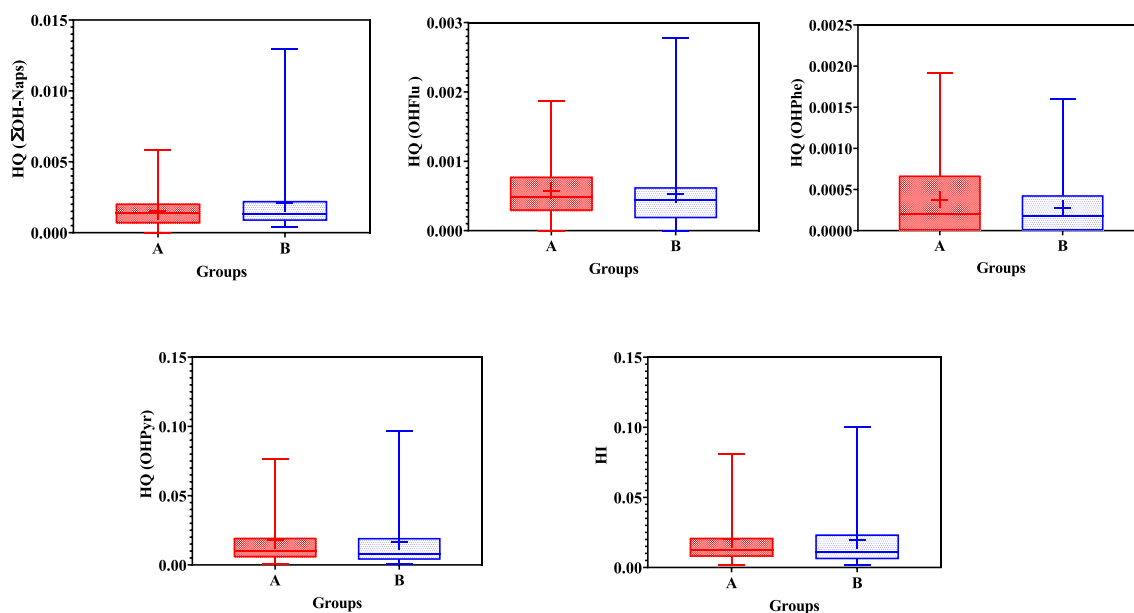 HQ (ΣOH-Naps)
0.015
0.010
0.005
0.000
A B
Groups
HQ (OHFlu )
0.003
0.002
0.001
0.000
A B
Groups
HQ (OHPhe)
0.0025
0.0020
0.0015
0.0010
0.0005
0.0000
A B
Groups
HQ (OHPyr)
0.15
0.10
0.05
0.00
A B
Groups
HI
0.15
0.10
0.05
0.00
A B
Groups